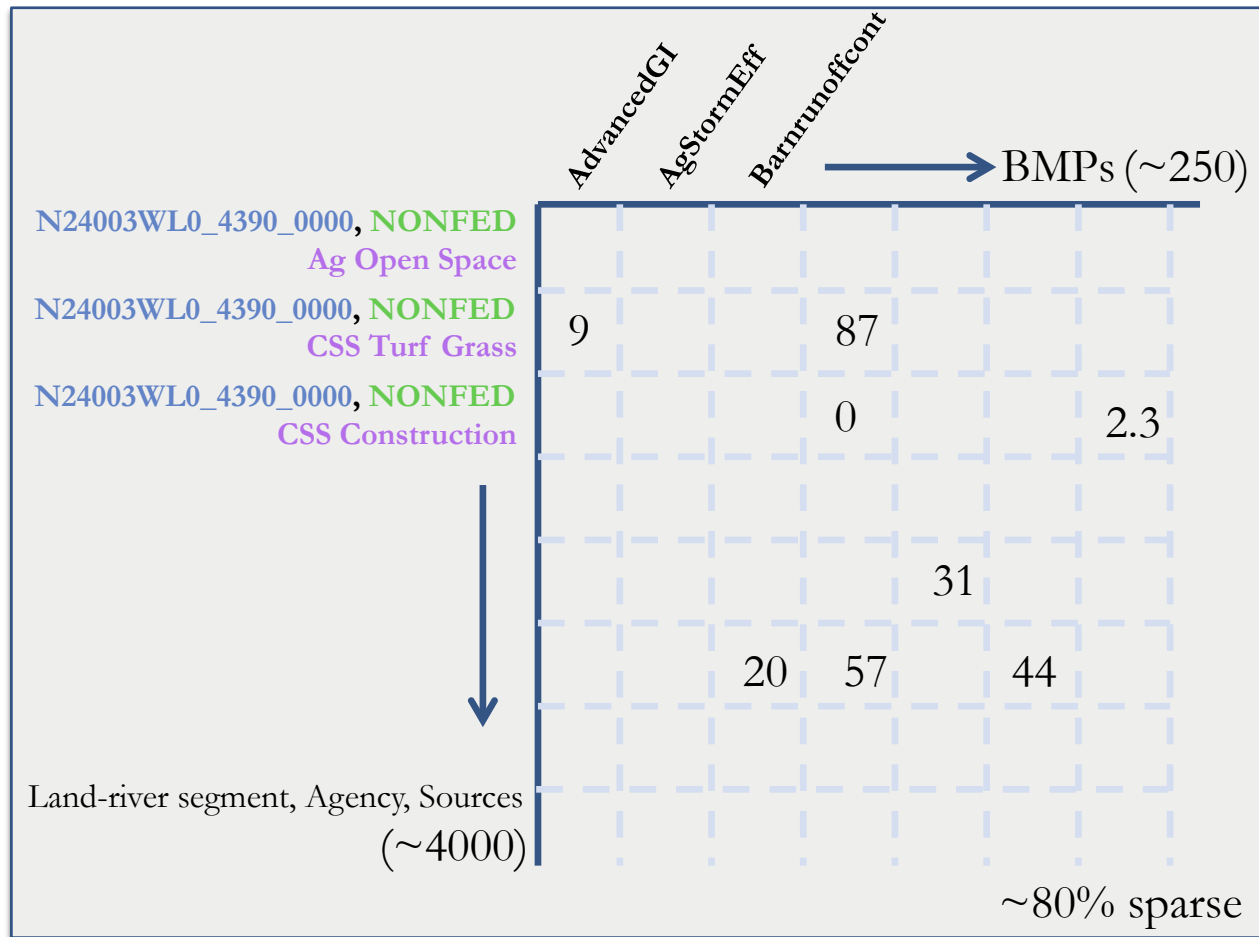 AdvancedGI
AgStormEff
Barnrunoffcont
BMPs (~250)
N24003WL0_4390_0000, NONFED
Ag Open Space
N24003WL0_4390_0000, NONFED
CSS Turf Grass
9 87
N24003WL0_4390_0000, NONFED
CSS Construction
0 2.3
31
20 57 44
Land-river segment, Agency, Sources
(~4000)
~80% sparse